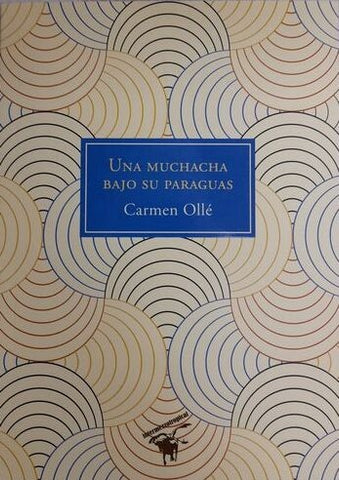 UNA MUCHACHA
BAJO SU PARAGUAS
Carmen Ollé